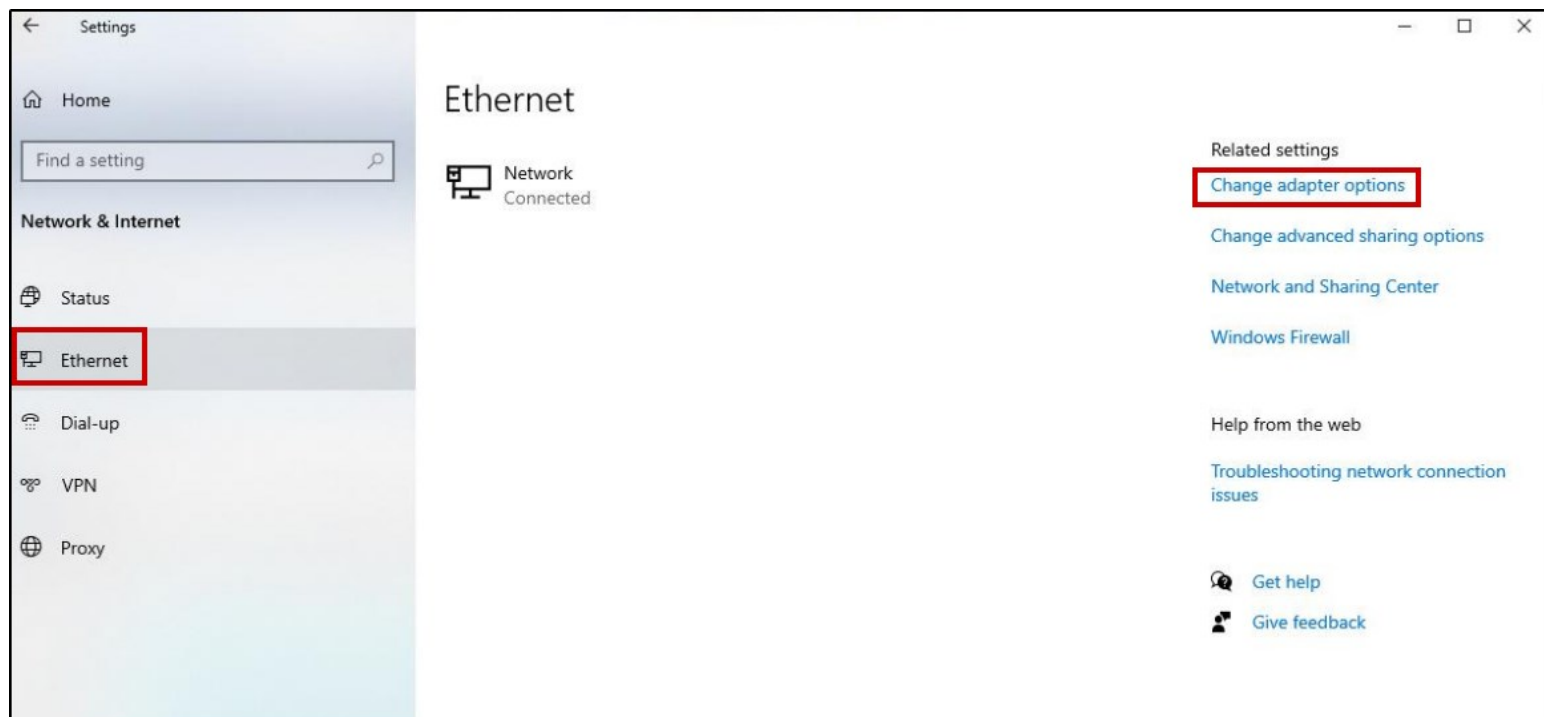 Settings
Home
Find a setting
Network & Internet
Status
Ethernet
Dial-up
VPN
Proxy
Ethernet
Network
Connected
Related settings
Change adapter options
Change advanced sharing options
Network and Sharing Center
Windows Firewall
Help from the web
Troubleshooting network connection
issues
Get help
Give feedback